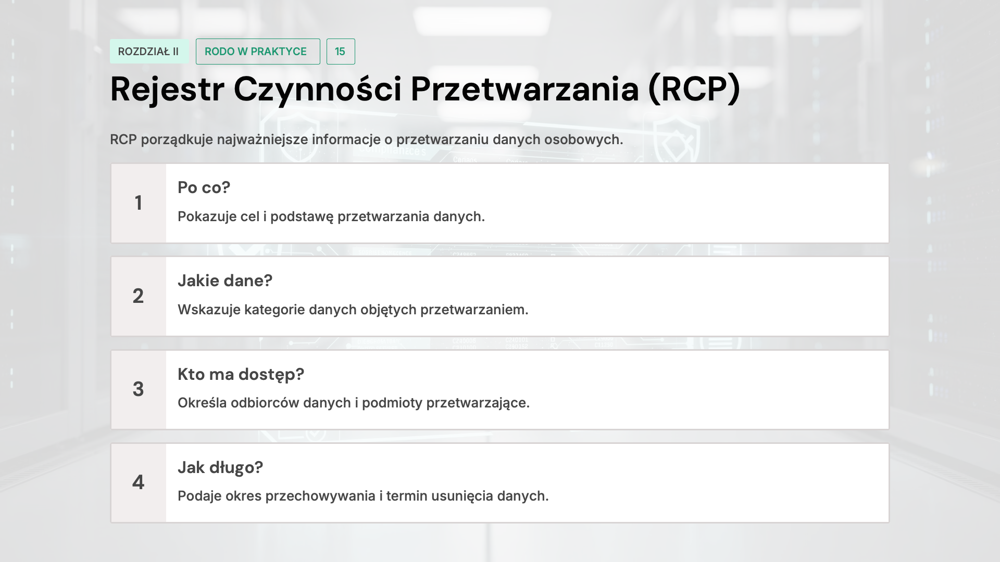 ROZDZIAŁ II
RODO W PRAKTYCE
15
Rejestr Czynności Przetwarzania (RCP)
RCP porządkuje najważniejsze informacje o przetwarzaniu danych osobowych.
1
Po co?
Pokazuje cel i podstawę przetwarzania danych.
2
Jakie dane?
Wskazuje kategorie danych objętych przetwarzaniem.
3
Kto ma dostęp?
Określa odbiorców danych i podmioty przetwarzające.
4
Jak długo?
Podaje okres przechowywania i termin usunięcia danych.